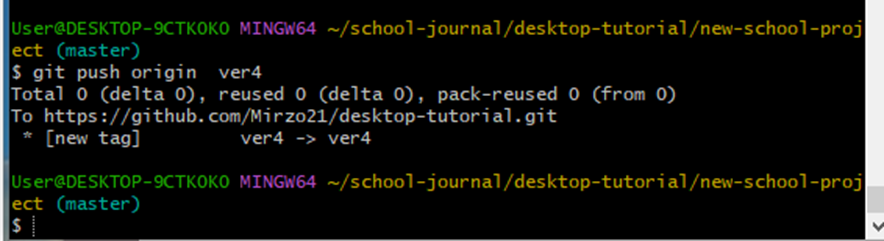 User@DESKTOP-9CTKOKO MINGW64 ~/school-journal/desktop-tutorial/new-school-proj
ect (master)
$ git push origin  ver4
Total 0 (delta 0), reused 0 (delta 0), pack-reused 0 (from 0)
To https://github.com/Mirzo21/desktop-tutorial.git
 * [new tag]         ver4 -> ver4
User@DESKTOP-9CTKOKO MINGW64 ~/school-journal/desktop-tutorial/new-school-proj
ect (master)
$